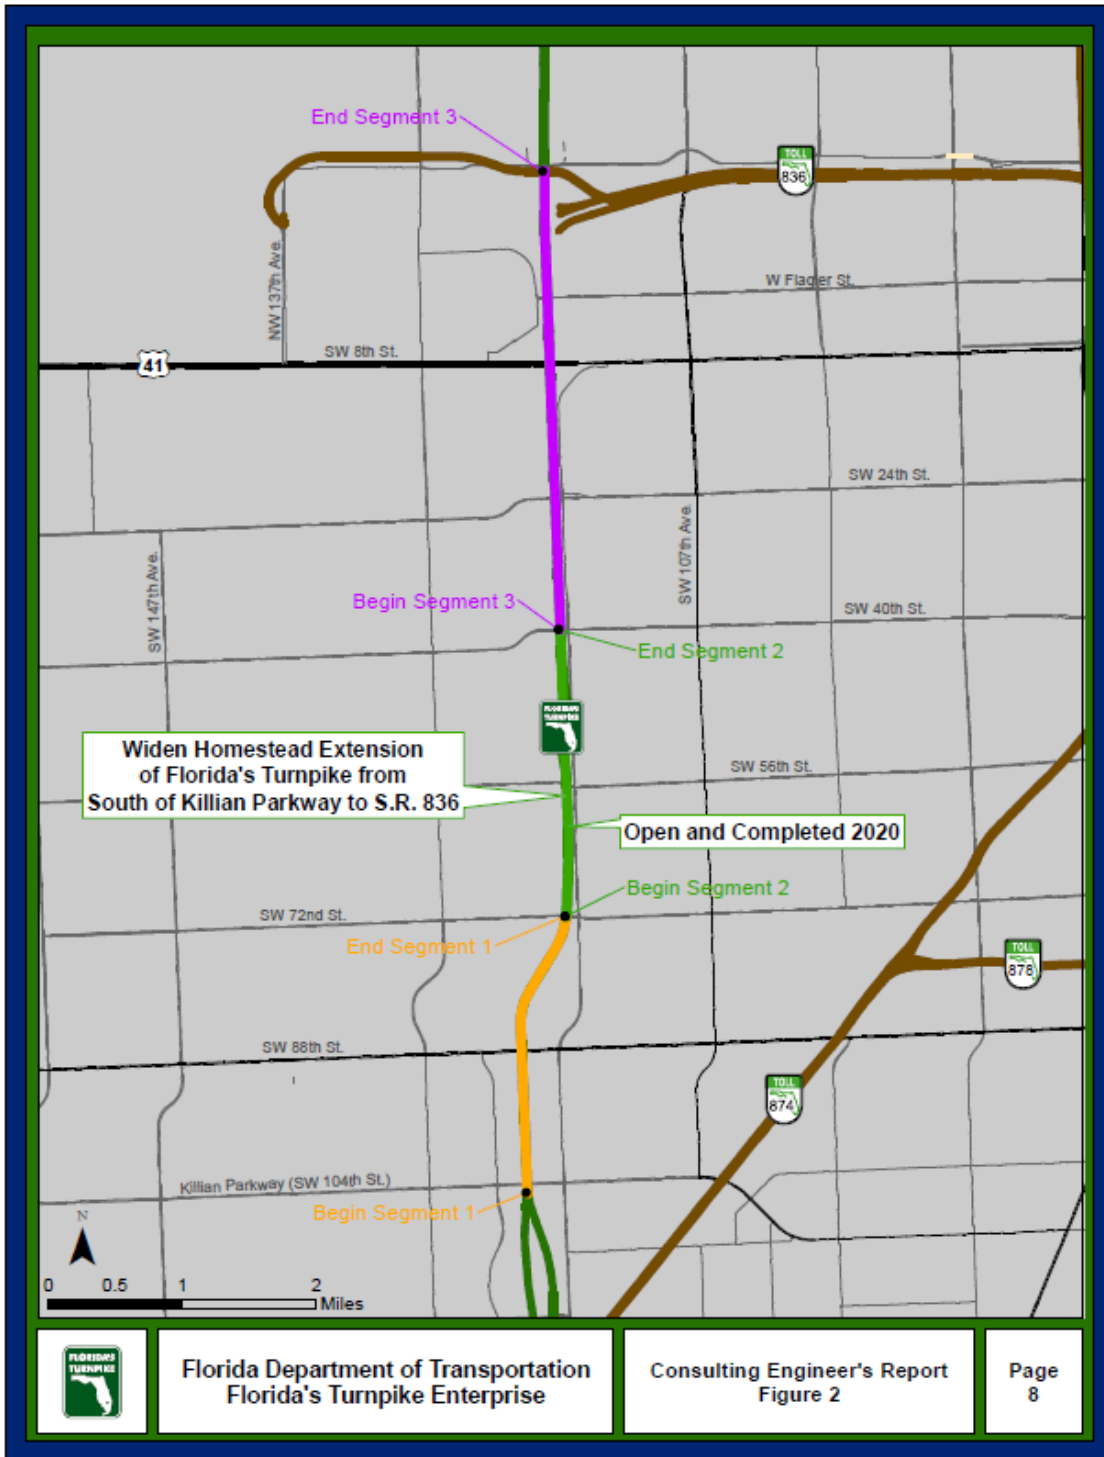 End Segment 3
TOLL
836
NW 137th Ave.
W Flagler St.
SW 8th St.
41
SW 24th St.
SW 107th Ave.
SW 147th Ave.
Begin Segment 3
SW 40th St.
End Segment 2
FLORIDA'S
TURNPIKE
Widen Homestead Extension
of Florida's Turnpike from
South of Killian Parkway to S.R. 836
SW 56th St.
Open and Completed 2020
Begin Segment 2
SW 72nd St.
End Segment 1
TOLL
878
SW 88th St.
TOLL
874
Killian Parkway (SW 104th St.)
Begin Segment 1
N
0 0.5 1 2
Miles
FLORIDA'S
TURNPIKE
Florida Department of Transportation
Florida's Turnpike Enterprise
Consulting Engineer's Report
Figure 2
Page
8